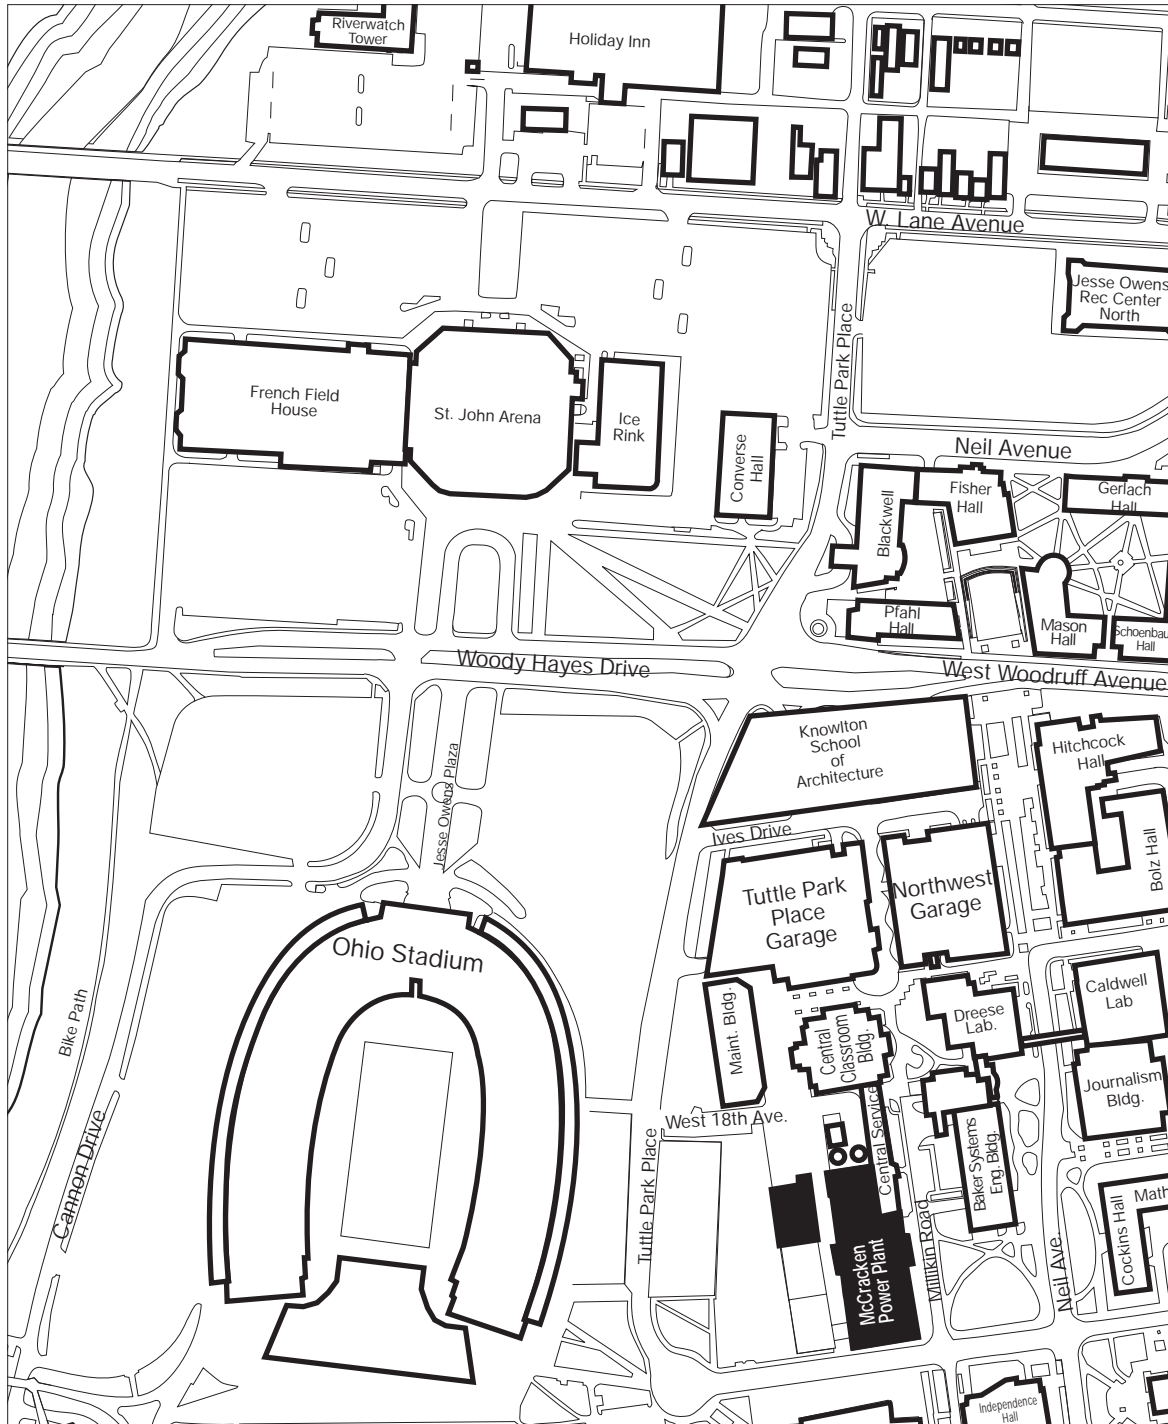 Riverwatch
Tower
Holiday Inn
W. Lane Avenue
Jesse Owens
Rec Center
North
Tuttle Park Place
French Field
House
St. John Arena
Ice
Rink
Converse
Hall
Neil Avenue
Blackwell
Fisher
Hall
Gerlach
Hall
Pfahl
Hall
Mason
Hall
Schoenbau
Hall
Woody Hayes Drive
West Woodruff Avenue
Knowlton
School
of
Architecture
Hitchcock
Hall
Jesse Owens Plaza
Ives Drive
Bolz Hall
Tuttle Park
Place
Garage
Northwest
Garage
Ohio Stadium
Bike Path
Maint. Bldg.
Central
Classroom
Bldg.
Dreese
Lab.
Caldwell
Lab
Journalism
Bldg.
West 18th Ave.
Central Service
Baker Systems
Eng. Bldg.
Cannon Drive
Tuttle Park Place
McCracken
Power Plant
Millikin Road
Neil Ave.
Cockins Hall
Math
Independence
Hall